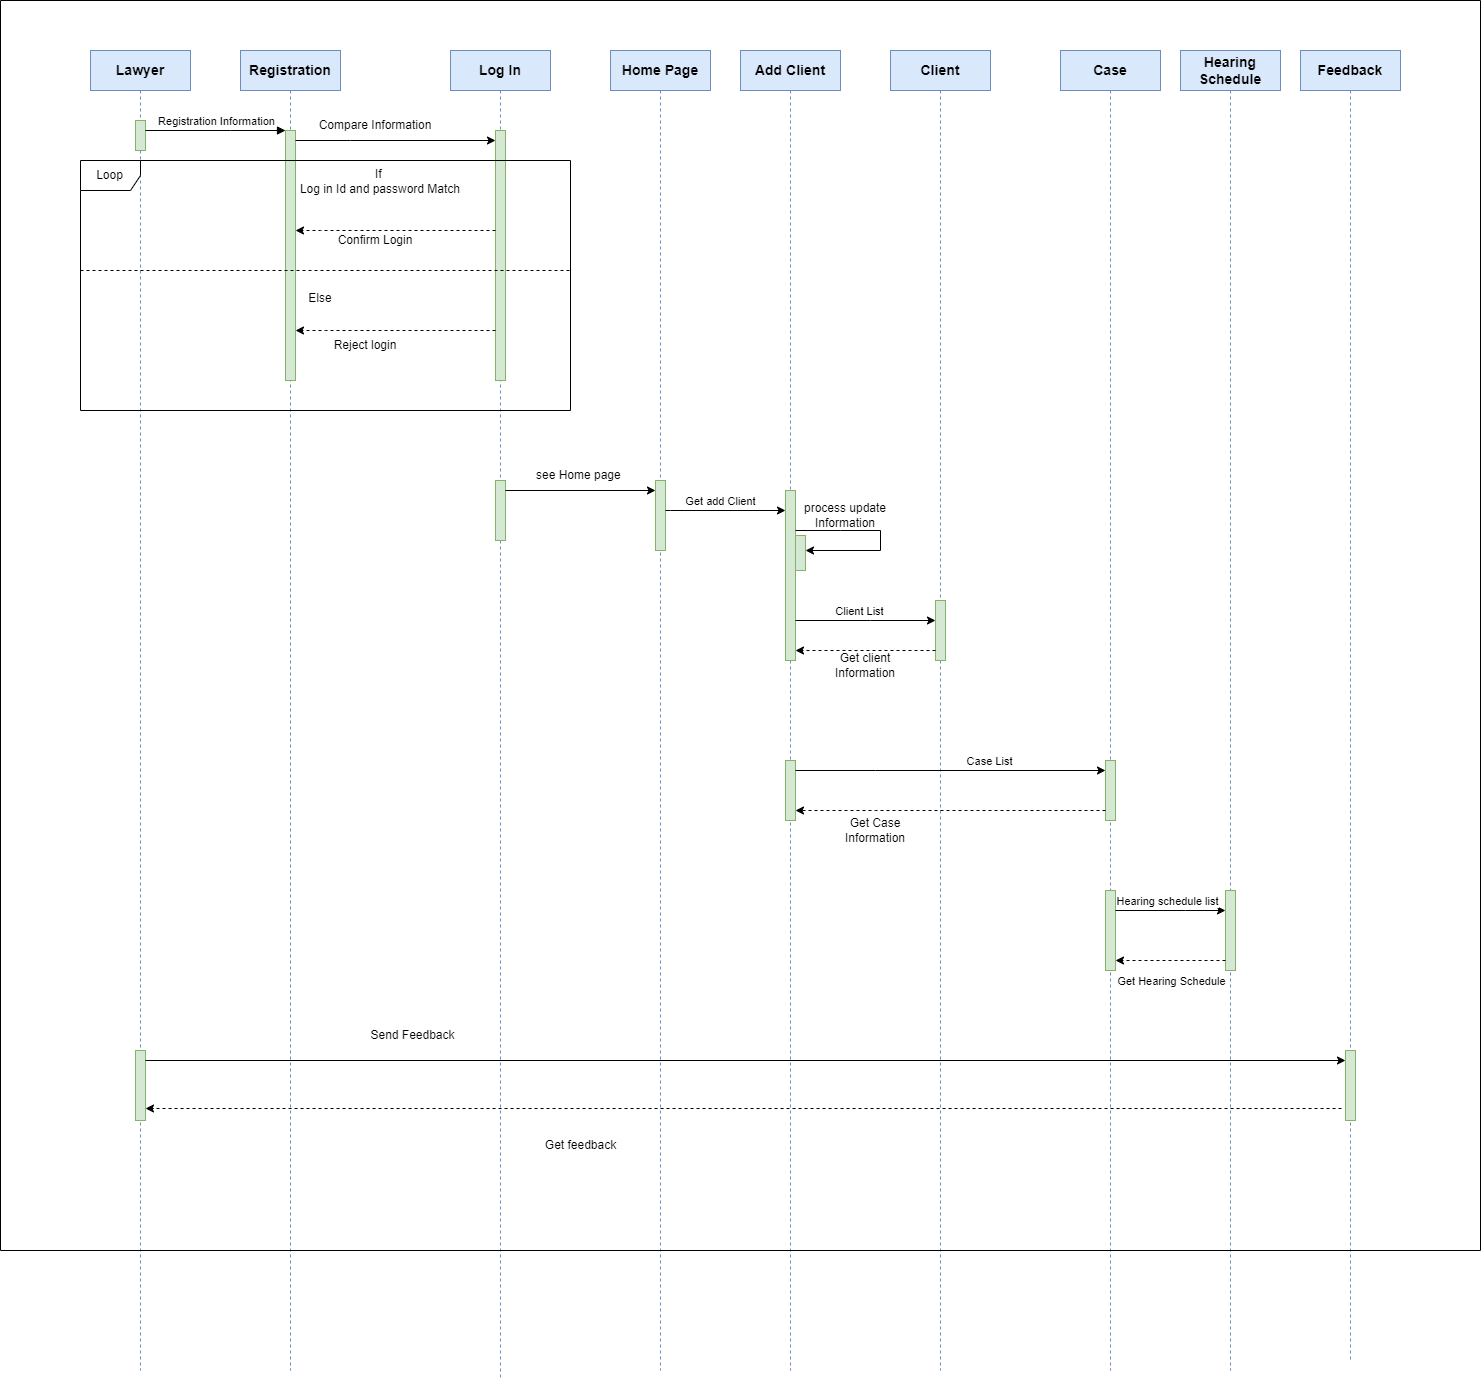 Lawyer
Registration
Log In
Home Page
Add Client
Client
Case
Hearing
Schedule
Feedback
Registration Information
Compare Information
Loop
If
Log in Id and password Match
Confirm Login
Else
Reject login
see Home page
Get add Client
process update
Information
Client List
Get client
Information
Case List
Get Case
Information
Hearing schedule list
Get Hearing Schedule
Send Feedback
Get feedback